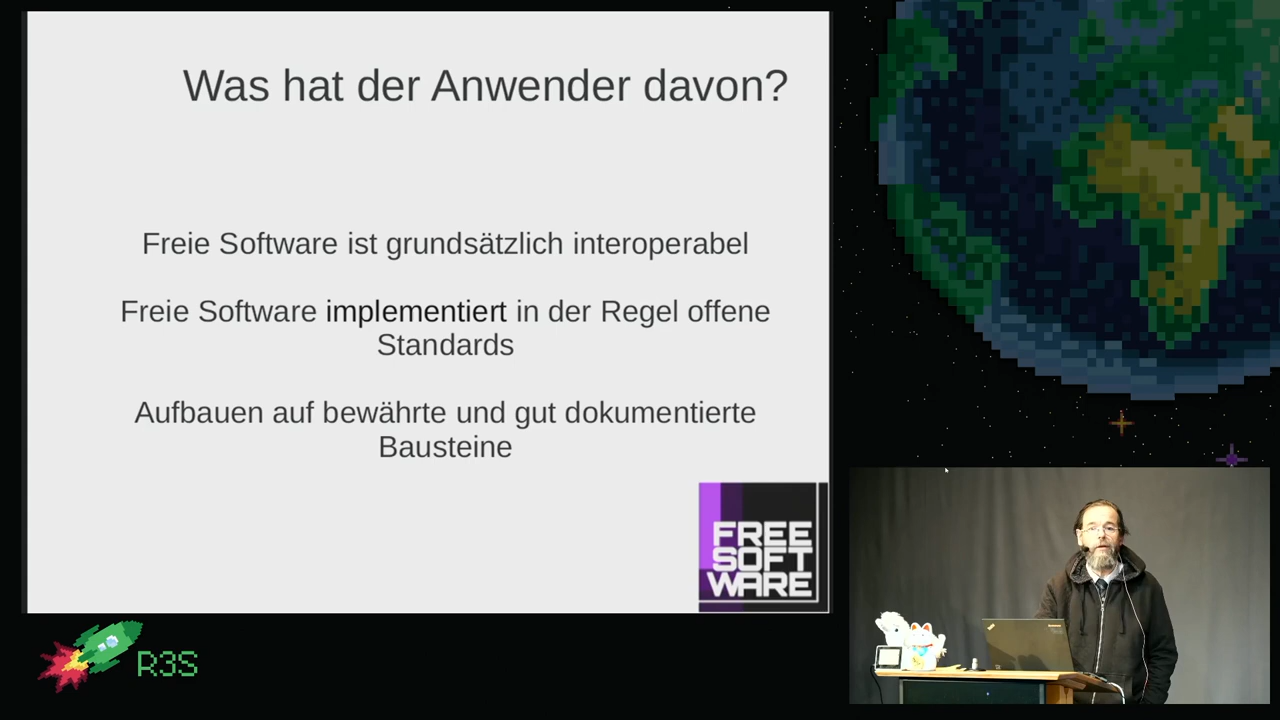 Was hat der Anwender davon?
Freie Software ist grundsätzlich interoperabel
Freie Software implementiert in der Regel offene
Standards
Aufbauen auf bewährte und gut dokumentierte
Bausteine
FREE
SOFT
WARE
R3S